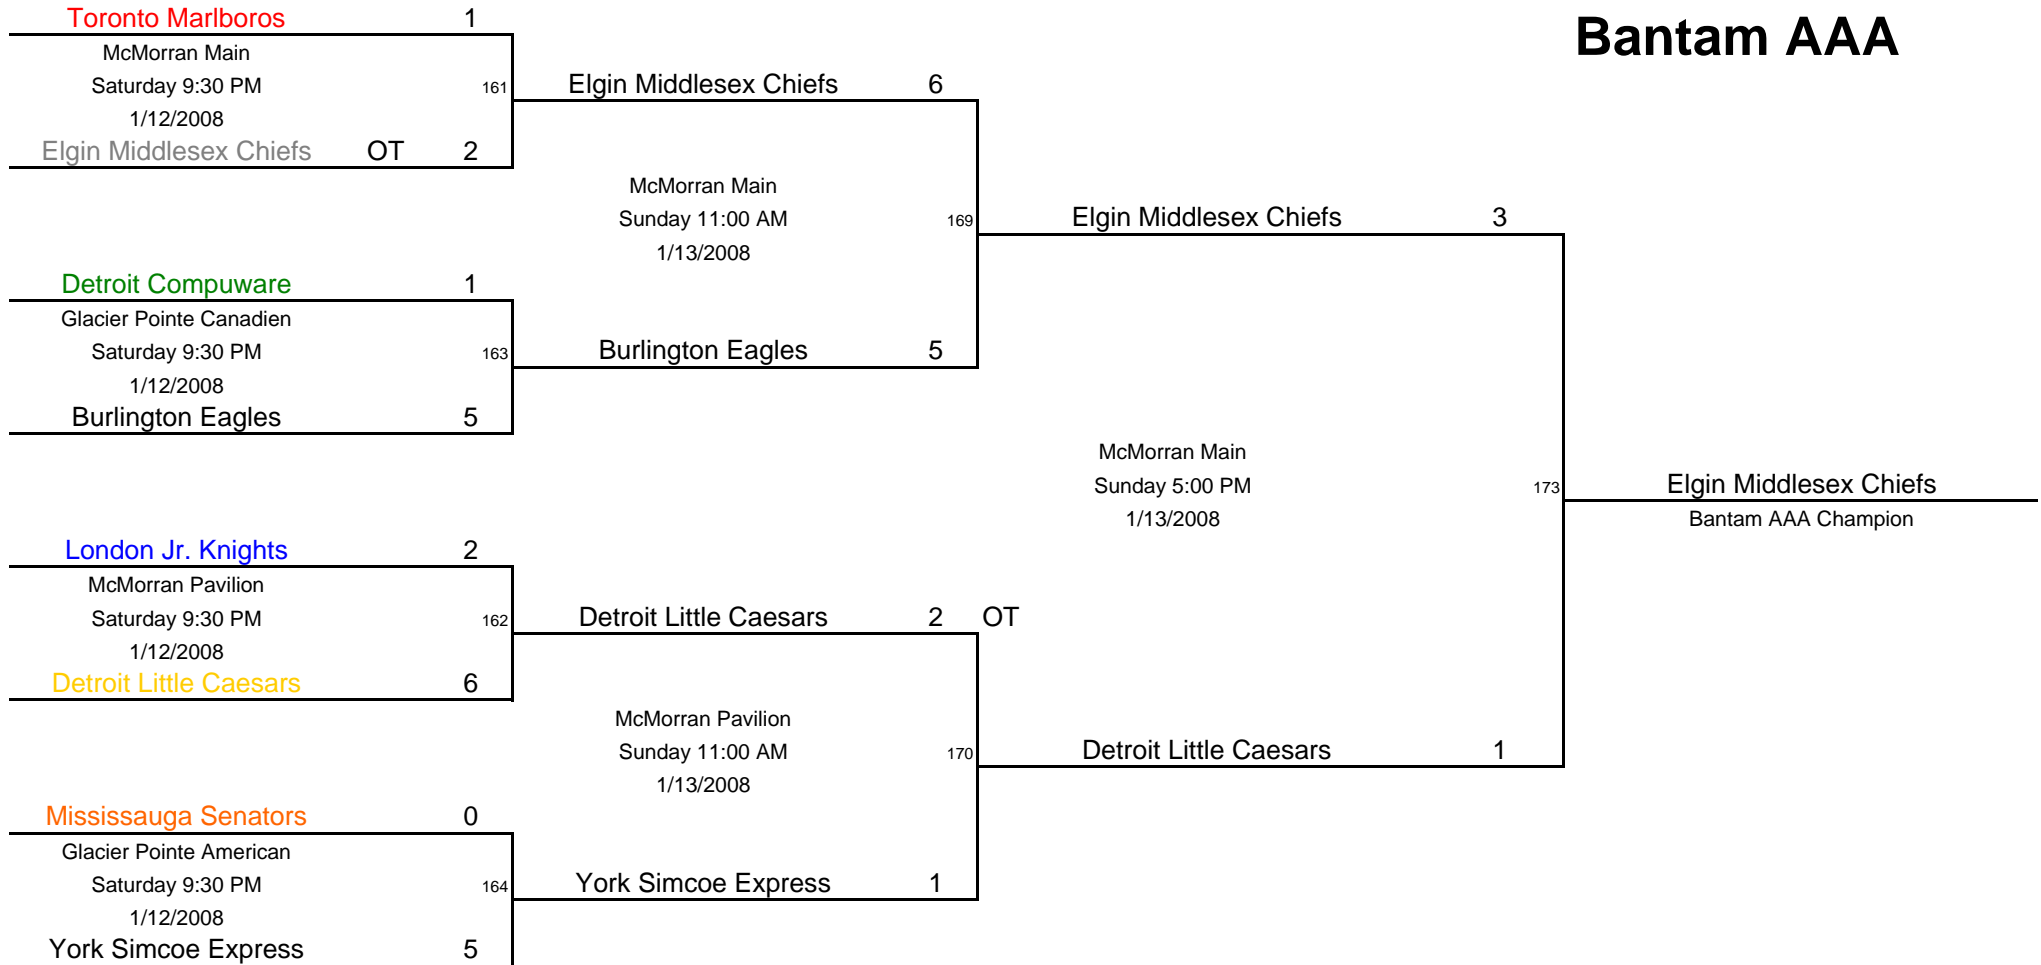 Bantam AAA
Toronto Marlboros 1
McMorran Main
Saturday 9:30 PM
161
1/12/2008
Elgin Middlesex Chiefs OT 2
Elgin Middlesex Chiefs 6
McMorran Main
Sunday 11:00 AM
169
1/13/2008
Detroit Compuware 1
Glacier Pointe Canadien
Saturday 9:30 PM
163
1/12/2008
Burlington Eagles 5
Burlington Eagles 5
Elgin Middlesex Chiefs 3
McMorran Main
Sunday 5:00 PM
173
1/13/2008
Elgin Middlesex Chiefs
Bantam AAA Champion
London Jr. Knights 2
McMorran Pavilion
Saturday 9:30 PM
162
1/12/2008
Detroit Little Caesars 6
Detroit Little Caesars 2 OT
McMorran Pavilion
Sunday 11:00 AM
170
1/13/2008
Detroit Little Caesars 1
Mississauga Senators 0
Glacier Pointe American
Saturday 9:30 PM
164
1/12/2008
York Simcoe Express 5
York Simcoe Express 1